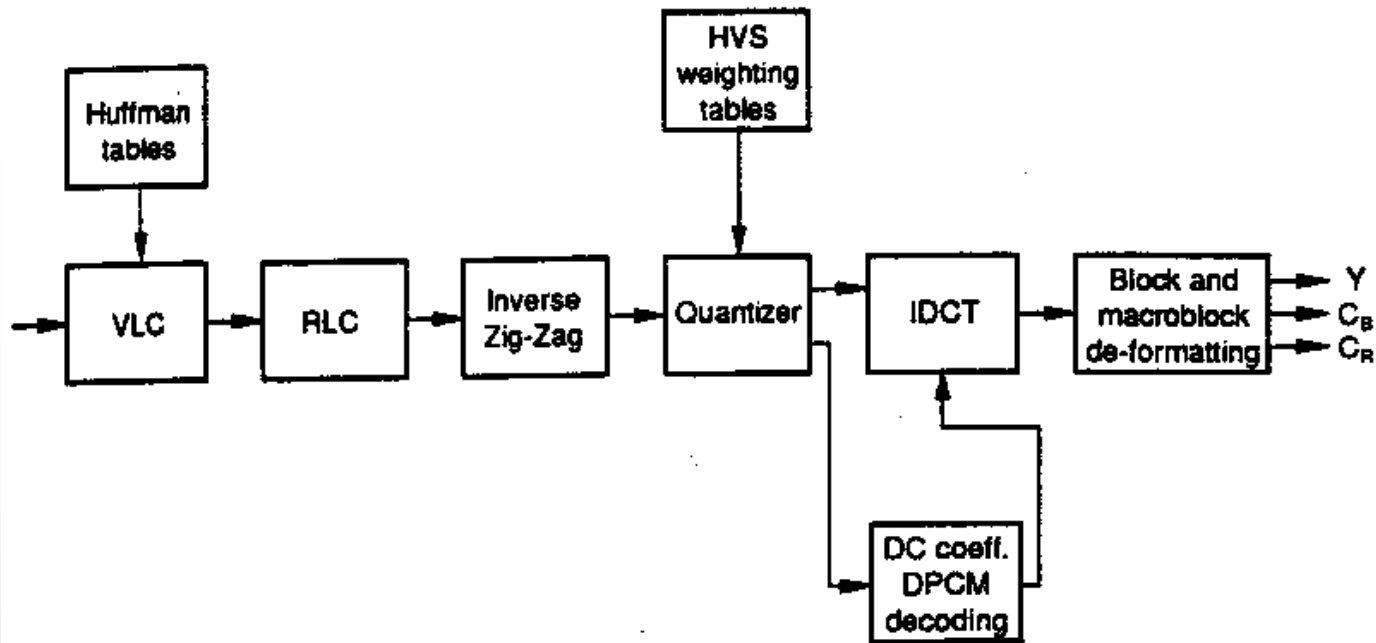 HVS
weighting
tables
Huffman
tables
VLC
RLC
Inverse
Zig-Zag
Quantizer
IDCT
Block and
macroblock
de-formatting
Y
C_B
C_R
DC coeff.
DPCM
decoding